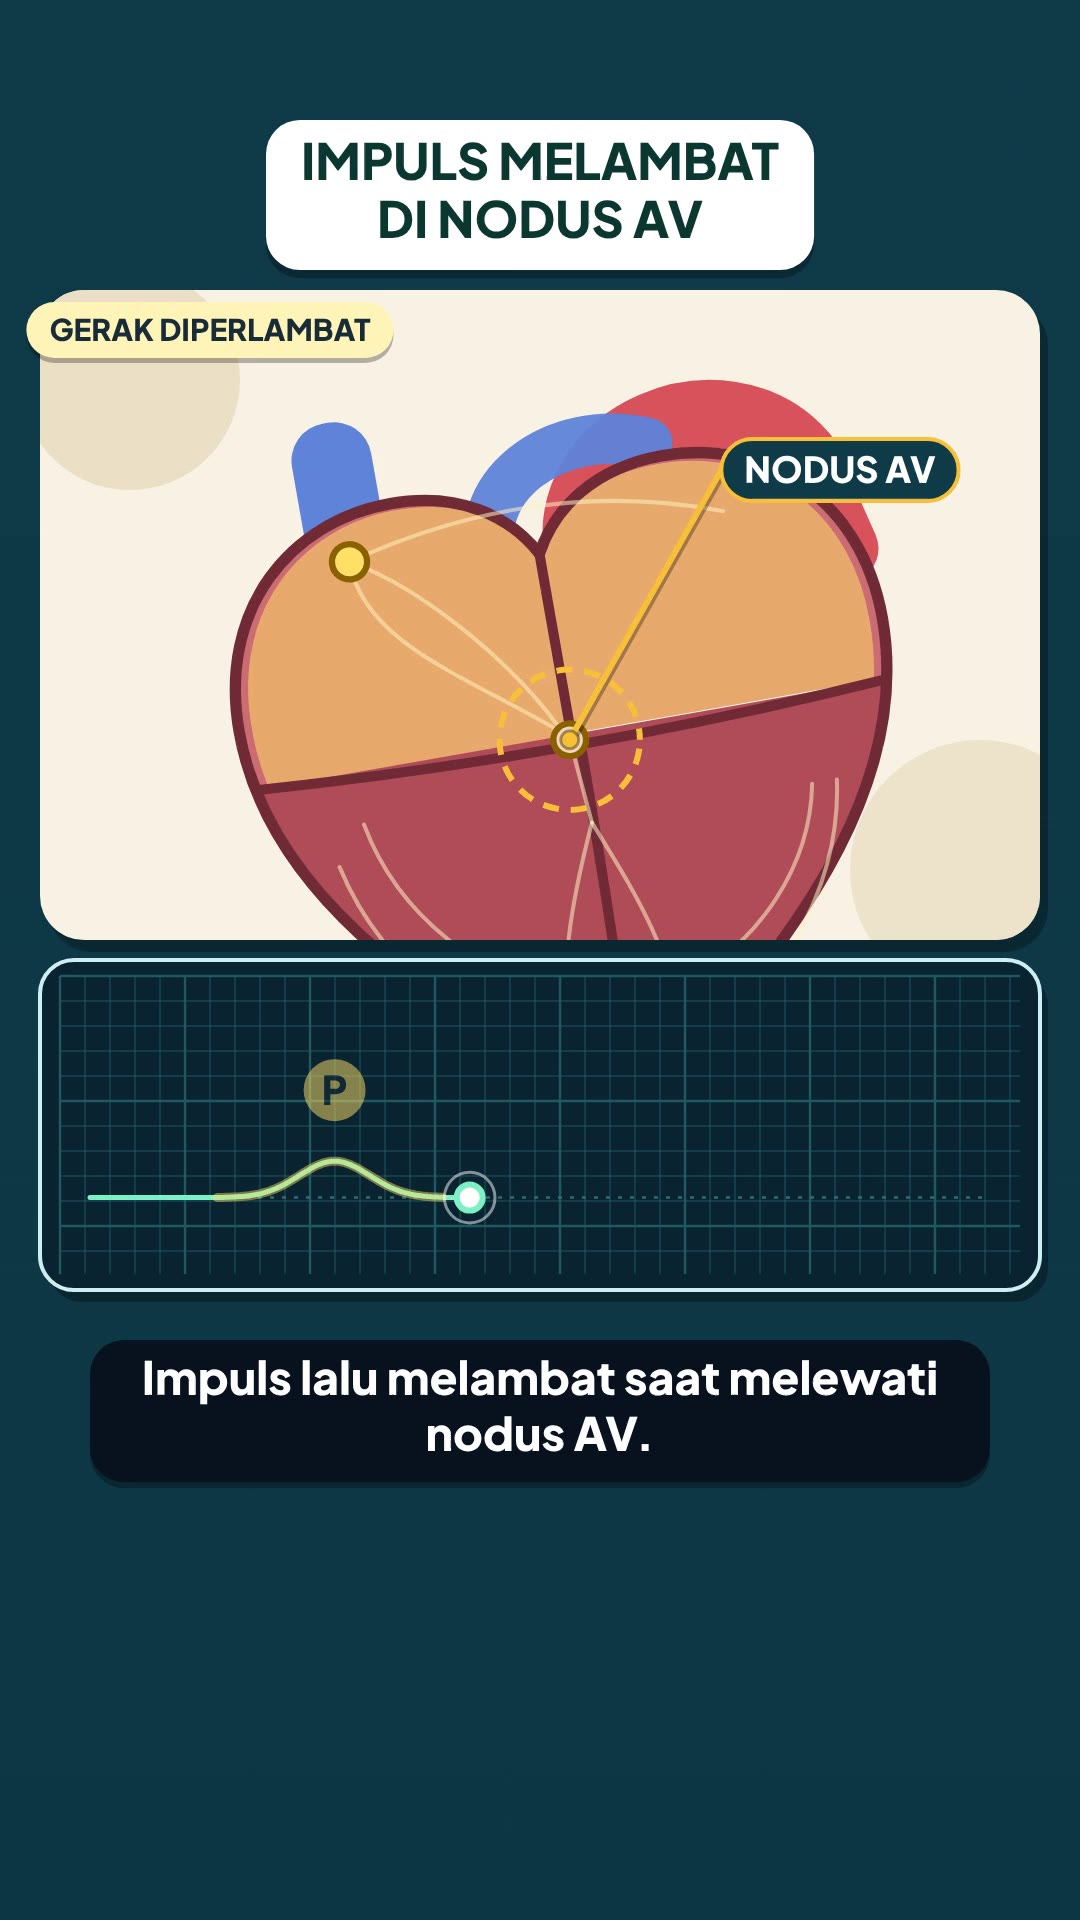 IMPULS MELAMBAT
DI NODUS AV
GERAK DIPERLAMBAT
NODUS AV
P
Impuls lalu melambat saat melewati
nodus AV.